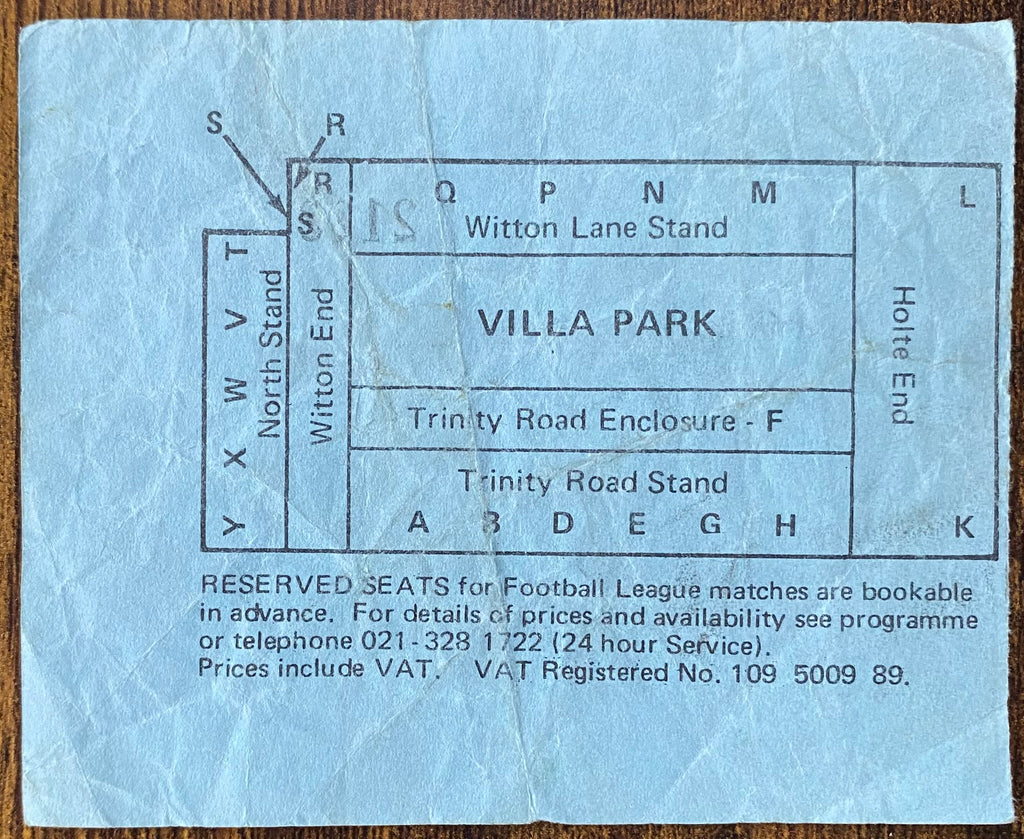 S R
R
Q P N M L
S
Witton Lane Stand
T
V
W
X
Y
North Stand
Witton End
VILLA PARK
Holte End
Trinity Road Enclosure - F
Trinity Road Stand
A B D E G H K
RESERVED SEATS for Football League matches are bookable
in advance. For details of prices and availability see programme
or telephone 021-328 1722 (24 hour Service).
Prices include VAT. VAT Registered No. 109 5009 89.